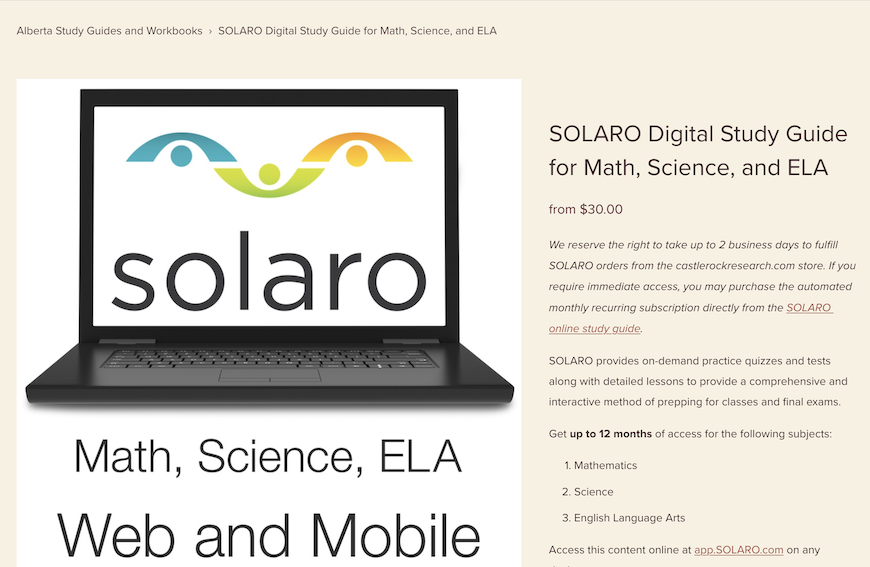 Alberta Study Guides and Workbooks › SOLARO Digital Study Guide for Math, Science, and ELA
solaro
Math, Science, ELA
Web and Mobile
SOLARO Digital Study Guide
for Math, Science, and ELA
from $30.00
We reserve the right to take up to 2 business days to fulfill
SOLARO orders from the castlerockresearch.com store. If you
require immediate access, you may purchase the automated
monthly recurring subscription directly from the SOLARO
online study guide.
SOLARO provides on-demand practice quizzes and tests
along with detailed lessons to provide a comprehensive and
interactive method of prepping for classes and final exams.
Get up to 12 months of access for the following subjects:
1. Mathematics
2. Science
3. English Language Arts
Access this content online at app.SOLARO.com on any